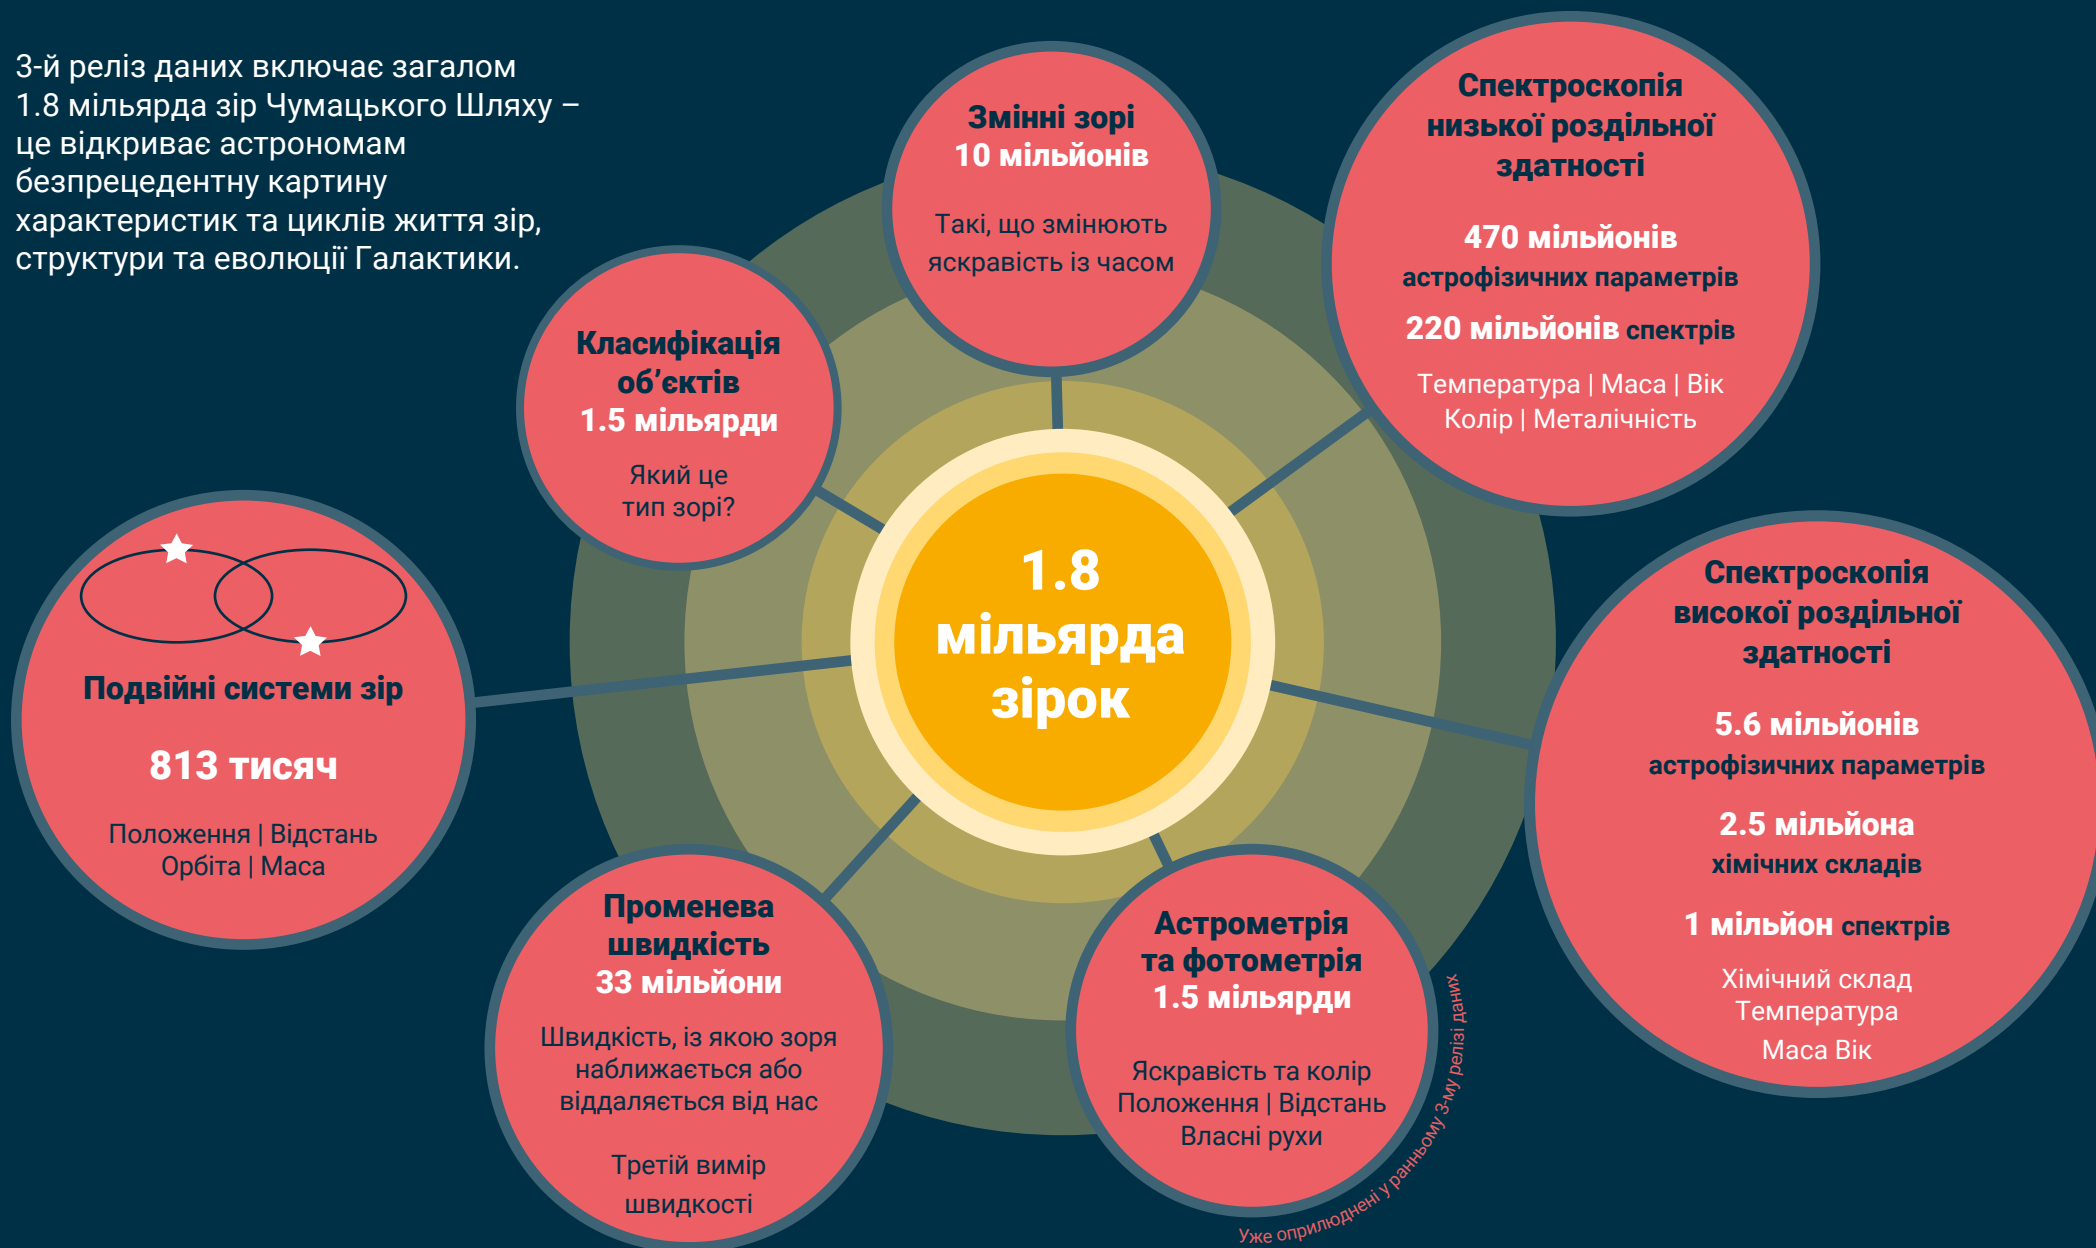 3-й реліз даних включає загалом
1.8 мільярда зір Чумацького Шляху –
це відкриває астрономам
безпрецедентну картину
характеристик та циклів життя зір,
структури та еволюції Галактики.
Змінні зорі
10 мільйонів
Такі, що змінюють
яскравість із часом
Спектроскопія
низької роздільної
здатності
470 мільйонів
астрофізичних параметрів
220 мільйонів спектрів
Температура | Маса | Вік
Колір | Металічність
Класифікація
об’єктів
1.5 мільярди
Який це
тип зорі?
1.8
мільярда
зірок
Подвійні системи зір
813 тисяч
Положення | Відстань
Орбіта | Маса
Спектроскопія
високої роздільної
здатності
5.6 мільйонів
астрофізичних параметрів
2.5 мільйона
хімічних складів
1 мільйон спектрів
Хімічний склад
Температура
Маса Вік
Променева
швидкість
33 мільйони
Швидкість, із якою зоря
наближається або
віддаляється від нас
Третій вимір
швидкості
Астрометрія
та фотометрія
1.5 мільярди
Яскравість та колір
Положення | Відстань
Власні рухи
Уже оприлюднені у ранньому 3-му релізі даних